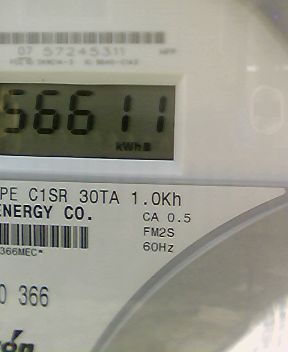 07 57245311
56611
kWh
PE C1SR 30TA 1.0Kh
ENERGY CO.
CA 0.5
FM2S
60Hz
366MEC*
0 366
rón